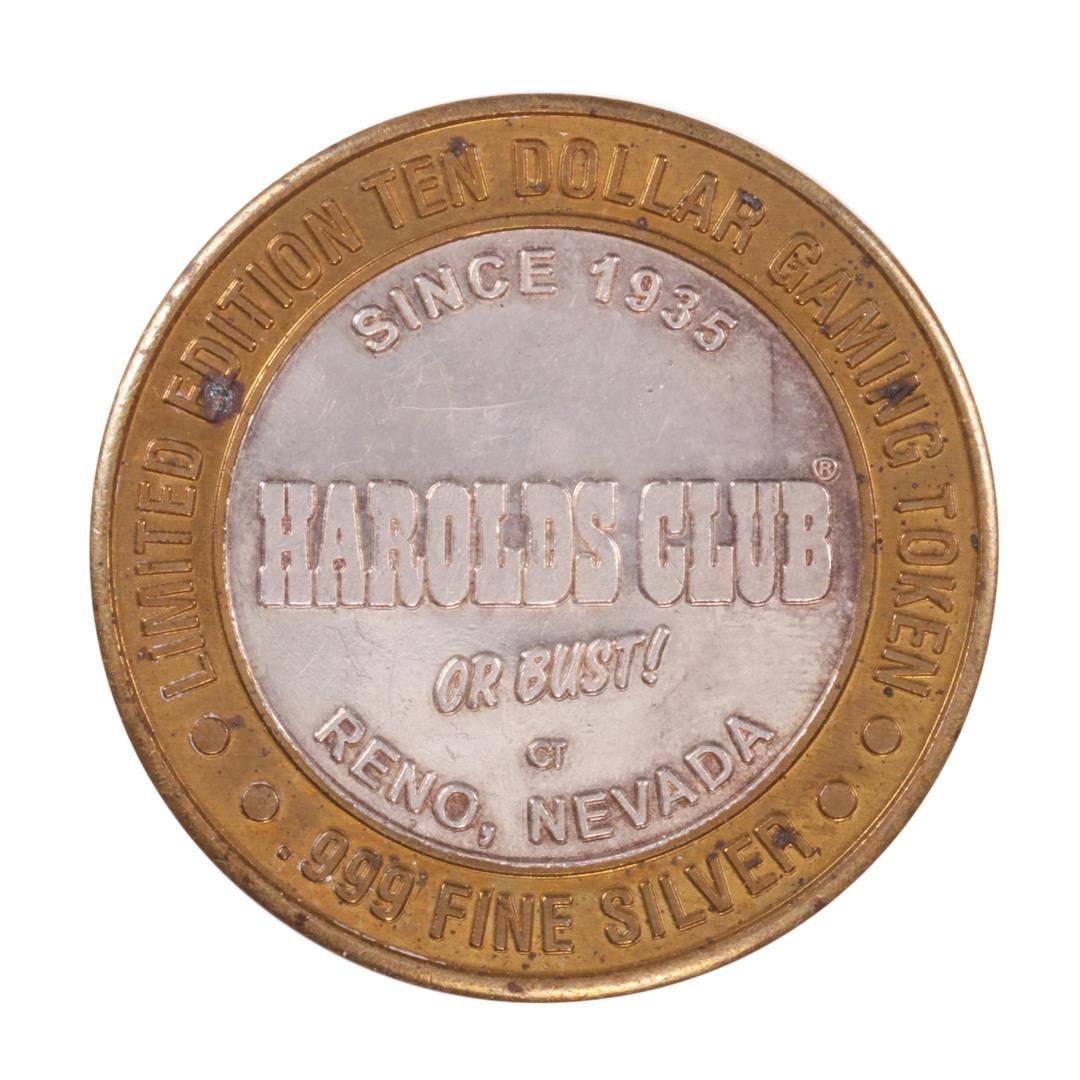 LIMITED EDITION TEN DOLLAR GAMING TOKEN
SINCE 1935
HAROLDS CLUB®
OR BUST!
CT
RENO, NEVADA
.999 FINE SILVER